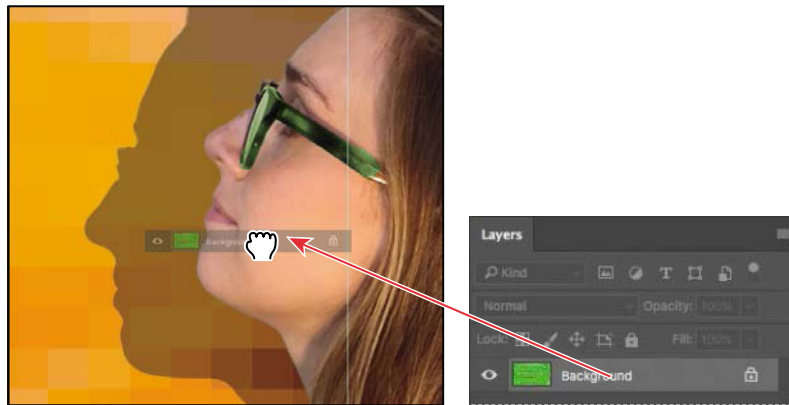 Background
Layers
Kind
Normal Opacity: 100%
Lock: Fill: 100%
Background